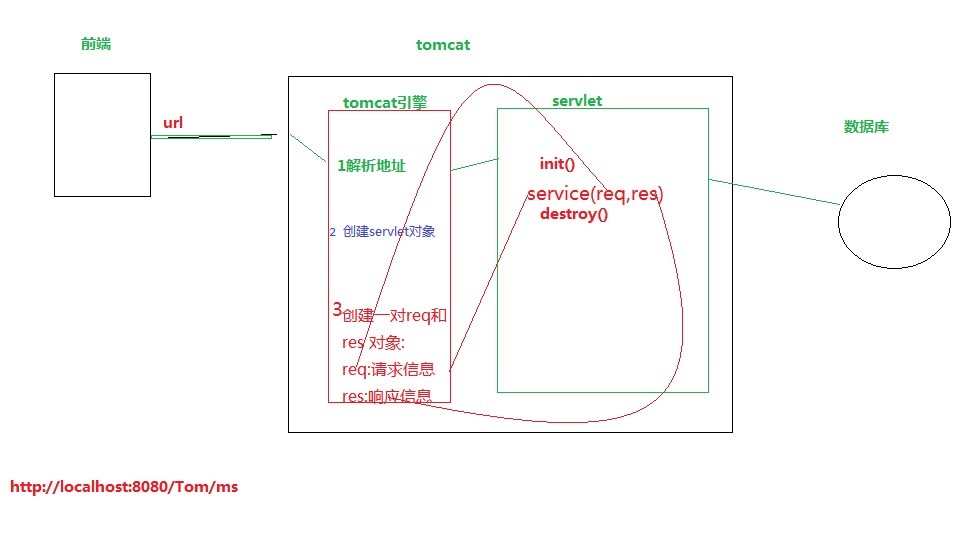 前端
tomcat
url
tomcat引擎
1解析地址
2 创建servlet对象
3创建一对req和
res 对象:
req:请求信息
res:响应信息
servlet
init()
service(req,res)
destroy()
数据库
http://localhost:8080/Tom/ms